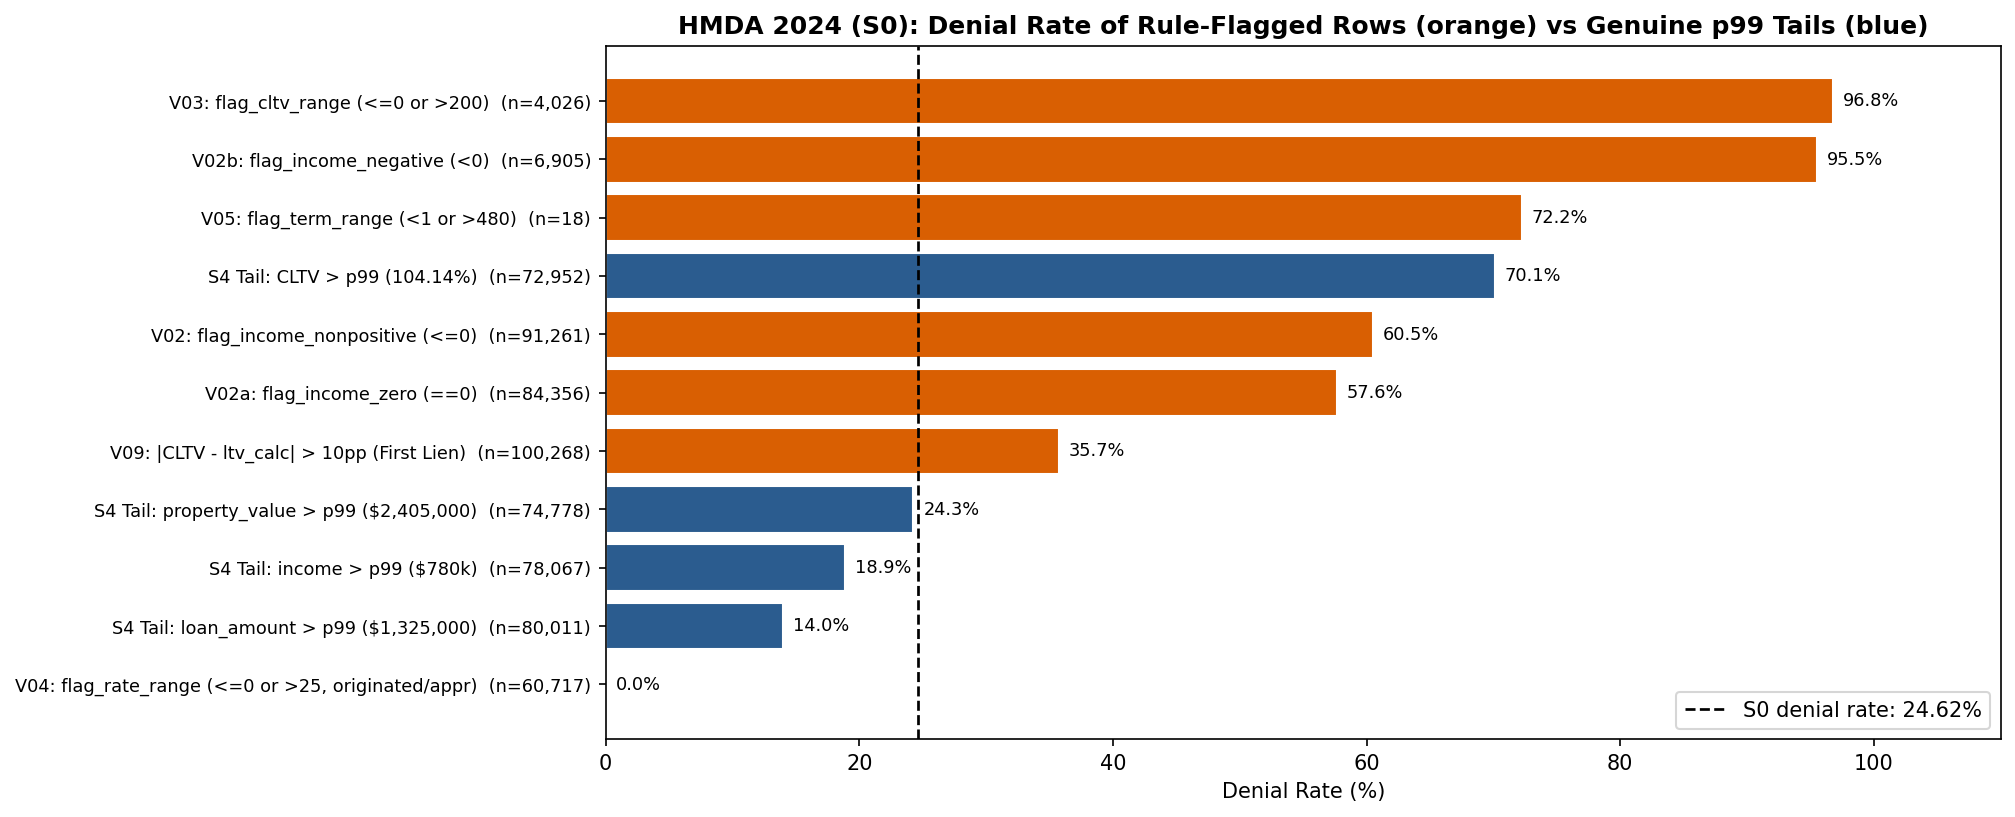 HMDA 2024 (S0): Denial Rate of Rule-Flagged Rows (orange) vs Genuine p99 Tails (blue)
V03: flag_cltv_range (<=0 or >200)  (n=4,026)
96.8%
V02b: flag_income_negative (<0)  (n=6,905)
95.5%
V05: flag_term_range (<1 or >480)  (n=18)
72.2%
S4 Tail: CLTV > p99 (104.14%)  (n=72,952)
70.1%
V02: flag_income_nonpositive (<=0)  (n=91,261)
60.5%
V02a: flag_income_zero (==0)  (n=84,356)
57.6%
V09: |CLTV - ltv_calc| > 10pp (First Lien)  (n=100,268)
35.7%
S4 Tail: property_value > p99 ($2,405,000)  (n=74,778)
24.3%
S4 Tail: income > p99 ($780k)  (n=78,067)
18.9%
S4 Tail: loan_amount > p99 ($1,325,000)  (n=80,011)
14.0%
V04: flag_rate_range (<=0 or >25, originated/appr)  (n=60,717)
0.0%
S0 denial rate: 24.62%
0 20 40 60 80 100
Denial Rate (%)